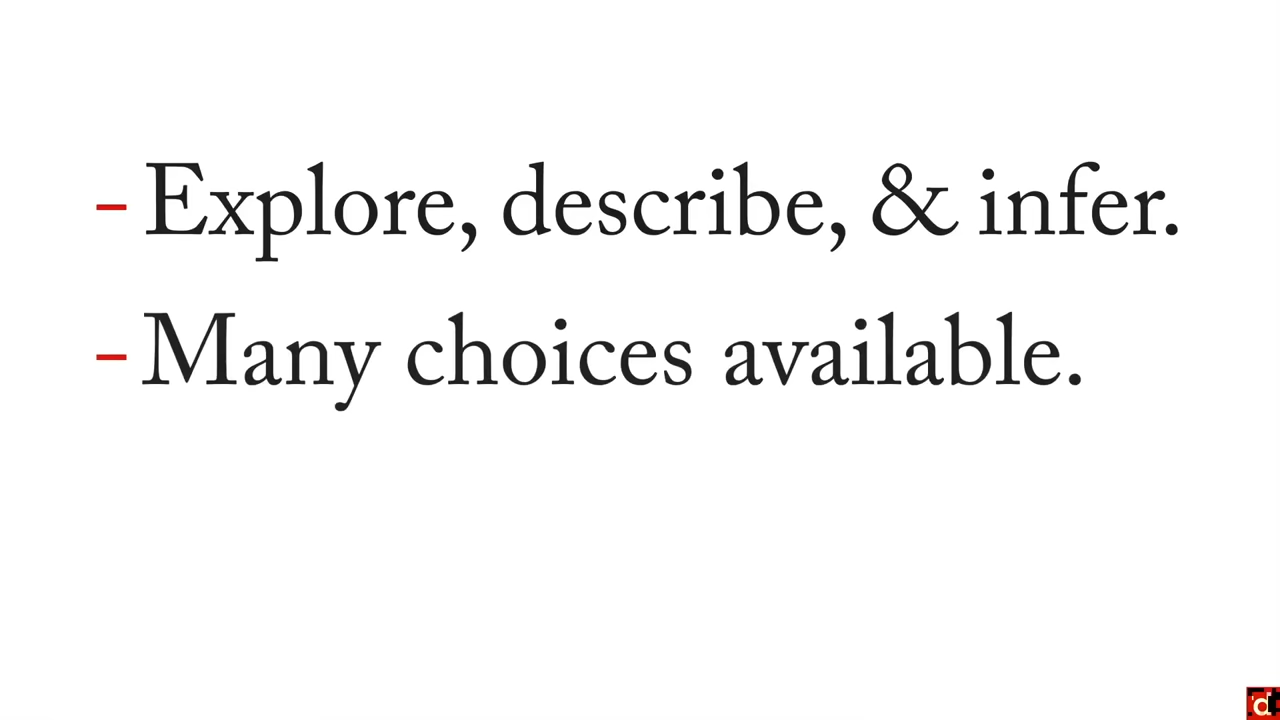 - Explore, describe, & infer.
- Many choices available.